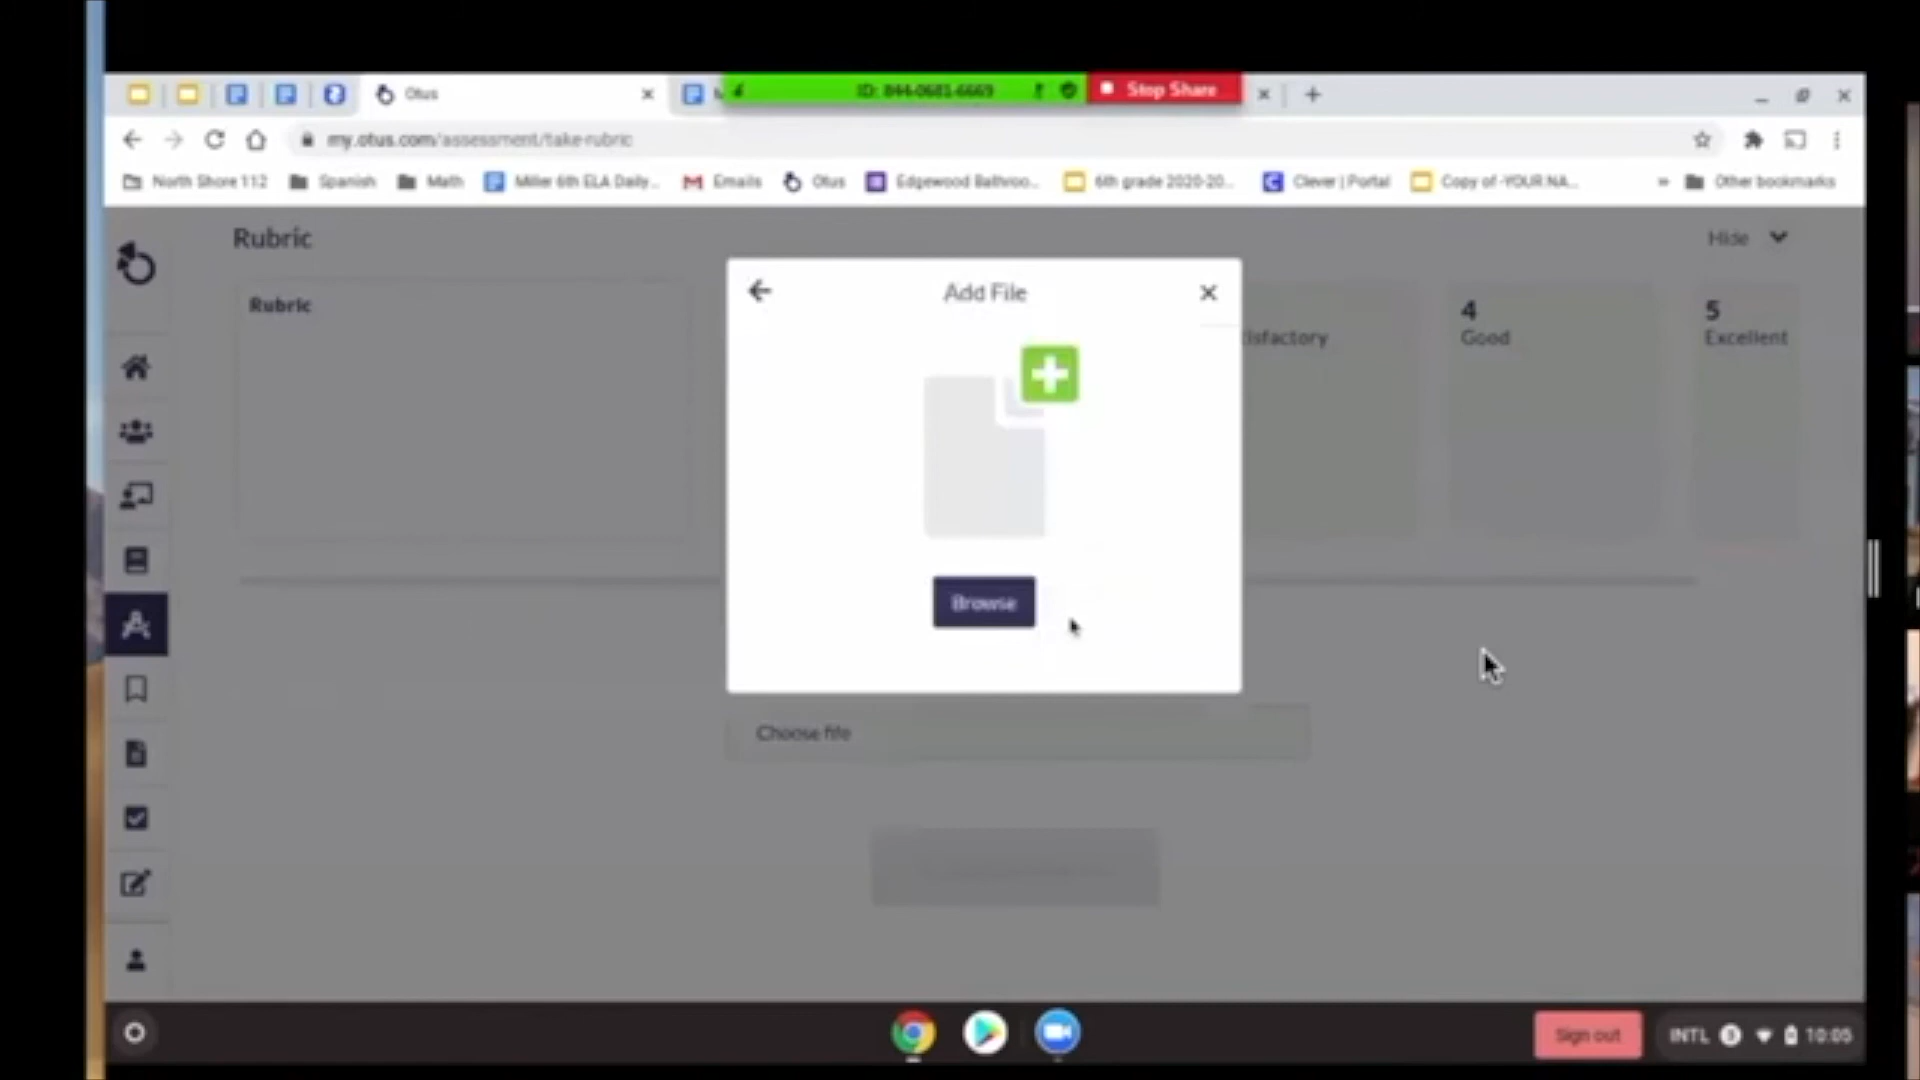 Otus
ID: 844-0681-6669
Stop Share
my.otus.com/assessment/take-rubric
North Shore 112
Spanish
Math
Miller 6th ELA Daily...
Emails
Otus
Edgewood Bathroo...
6th grade 2020-20...
Clever | Portal
Copy of -YOUR NA...
Other bookmarks
Rubric
Hide
Add File
Rubric
isfactory
4
Good
5
Excellent
Browse
Choose file
Sign out
INTL
10:05